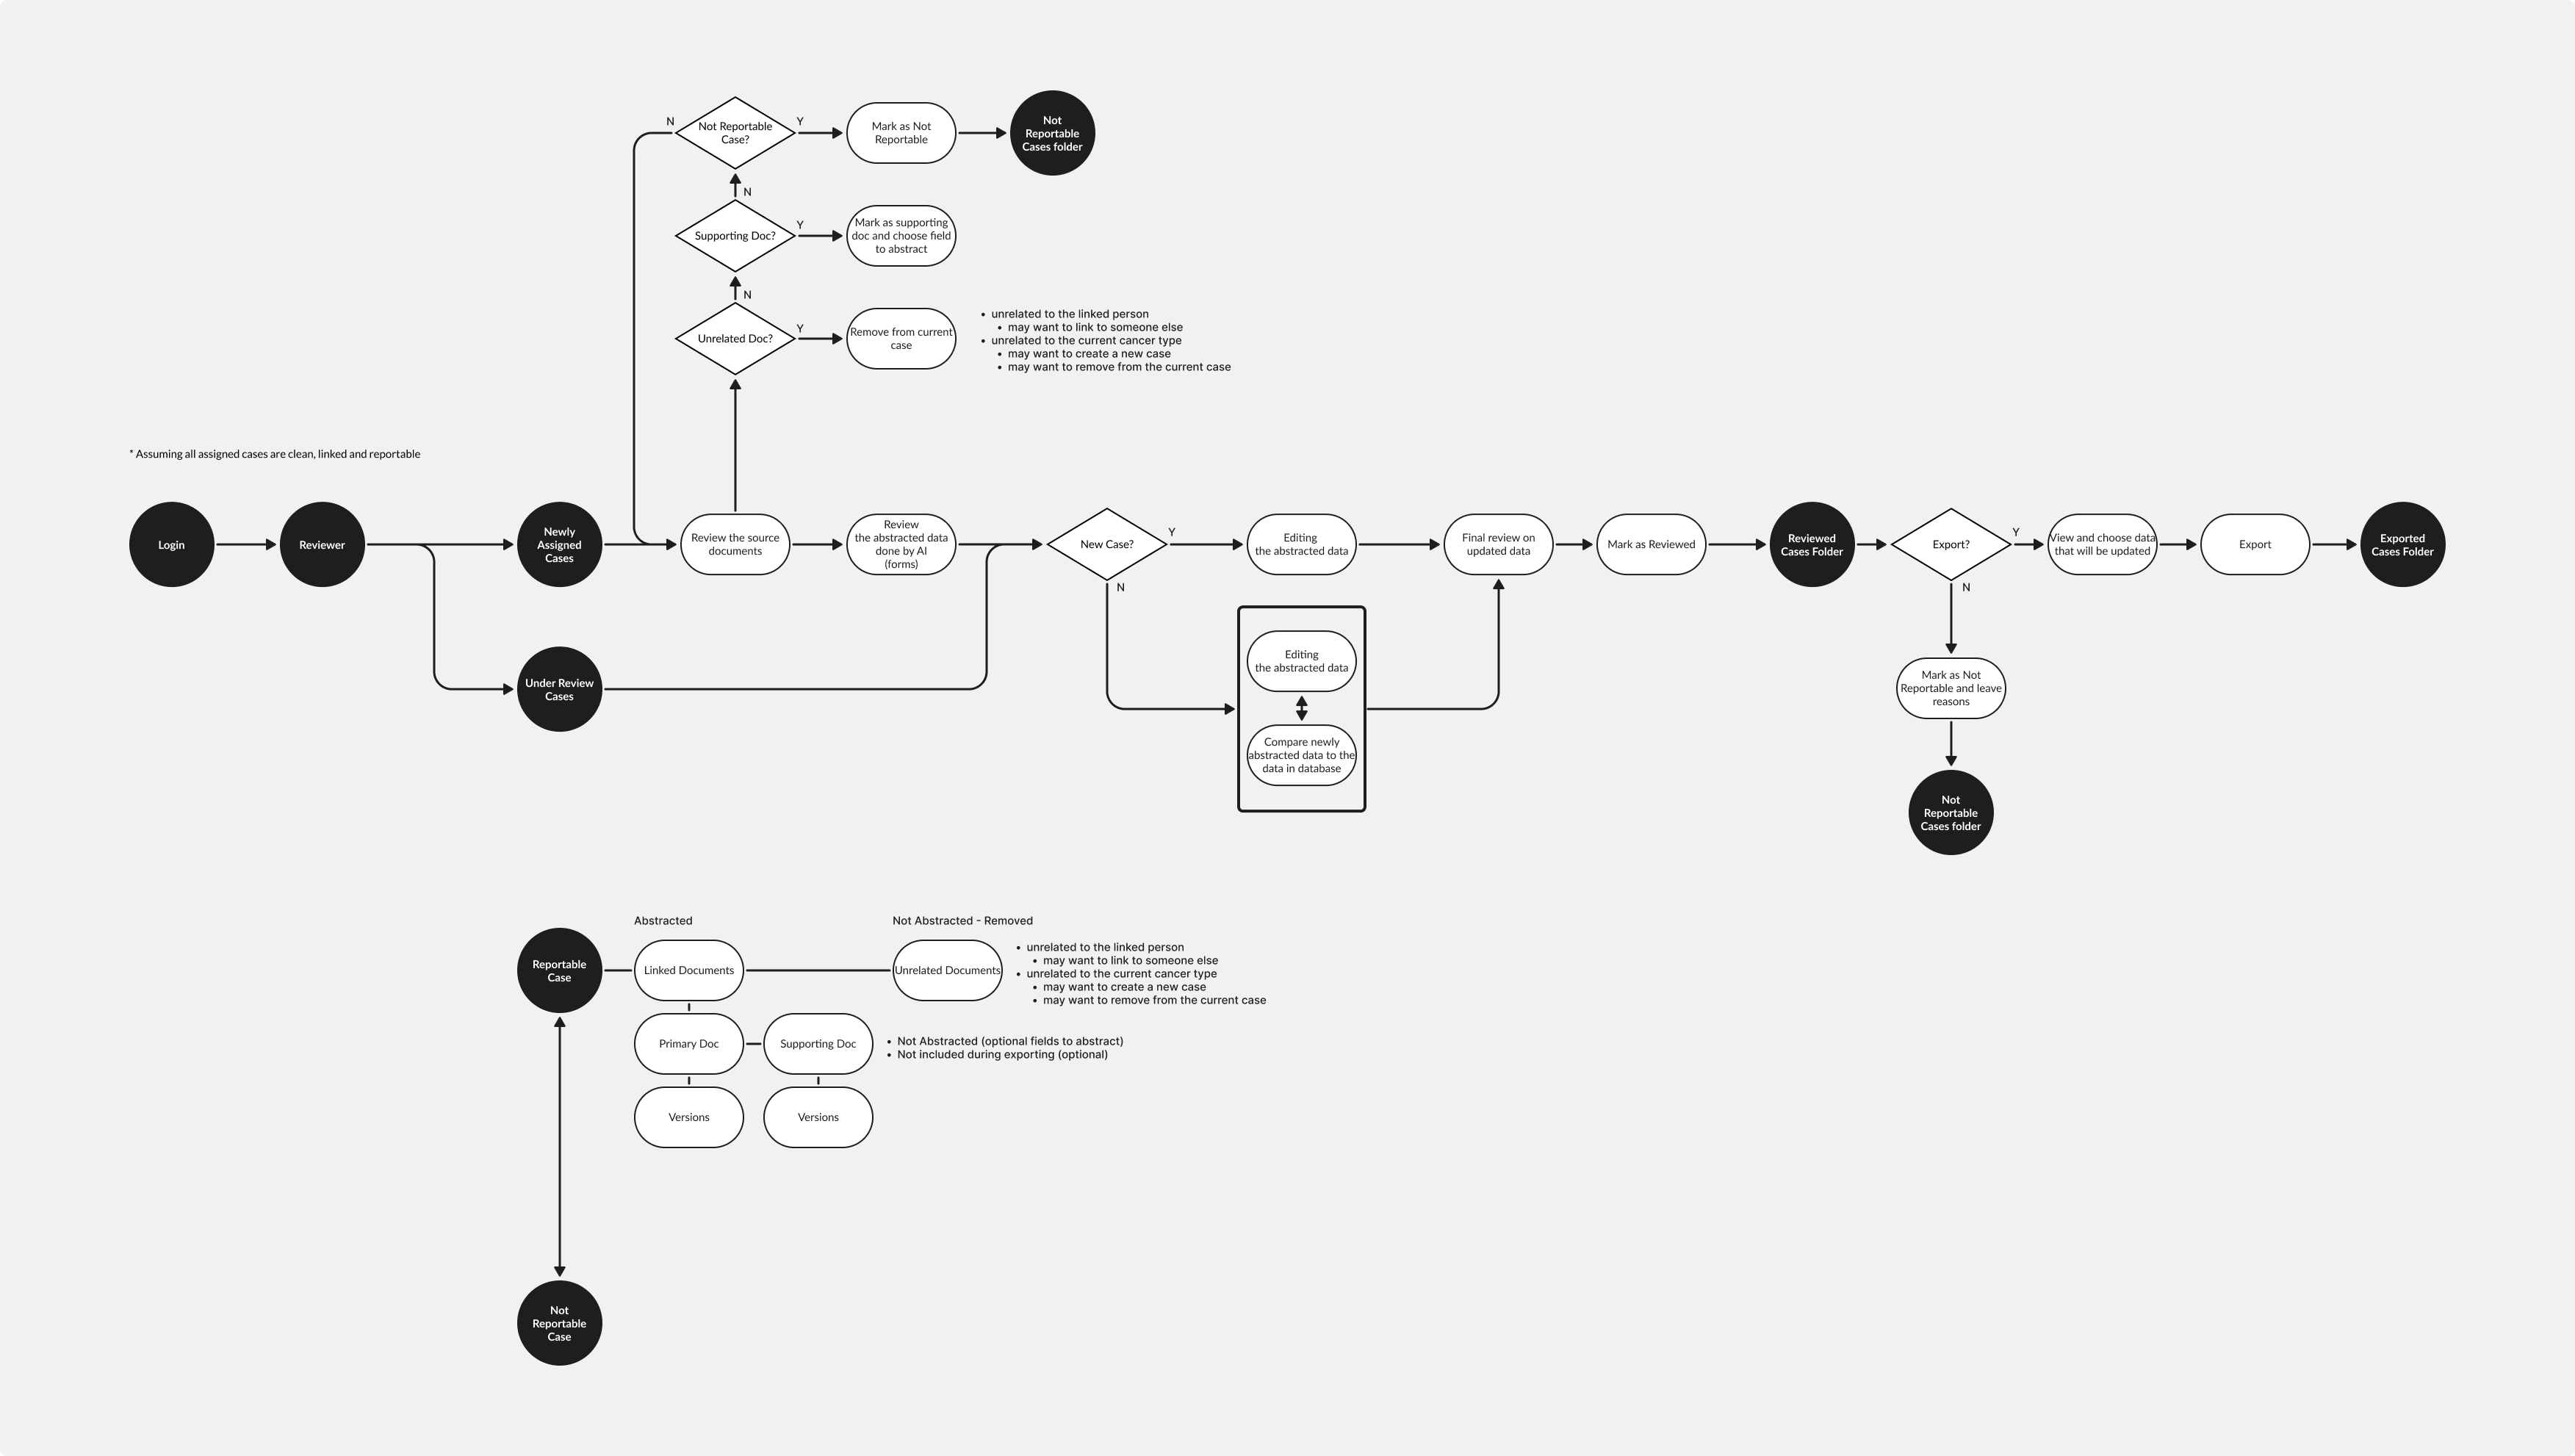 N
Not Reportable
Case?
Y
Mark as Not
Reportable
Not
Reportable
Cases folder
N
Supporting Doc?
Y
Mark as supporting
doc and choose field
to abstract
N
Unrelated Doc?
Y
Remove from current
case
• unrelated to the linked person
• may want to link to someone else
• unrelated to the current cancer type
• may want to create a new case
• may want to remove from the current case
* Assuming all assigned cases are clean, linked and reportable
Login
Reviewer
Newly
Assigned
Cases
Review the source
documents
Review
the abstracted data
done by AI
(forms)
New Case?
Y
N
Editing
the abstracted data
Final review on
updated data
Mark as Reviewed
Reviewed
Cases Folder
Export?
Y
N
View and choose data
that will be updated
Export
Exported
Cases Folder
Under Review
Cases
Editing
the abstracted data
Compare newly
abstracted data to the
data in database
Mark as Not
Reportable and leave
reasons
Not
Reportable
Cases folder
Abstracted
Not Abstracted - Removed
Reportable
Case
Linked Documents
Unrelated Documents
• unrelated to the linked person
• may want to link to someone else
• unrelated to the current cancer type
• may want to create a new case
• may want to remove from the current case
Primary Doc
Supporting Doc
• Not Abstracted (optional fields to abstract)
• Not included during exporting (optional)
Versions
Versions
Not
Reportable
Case